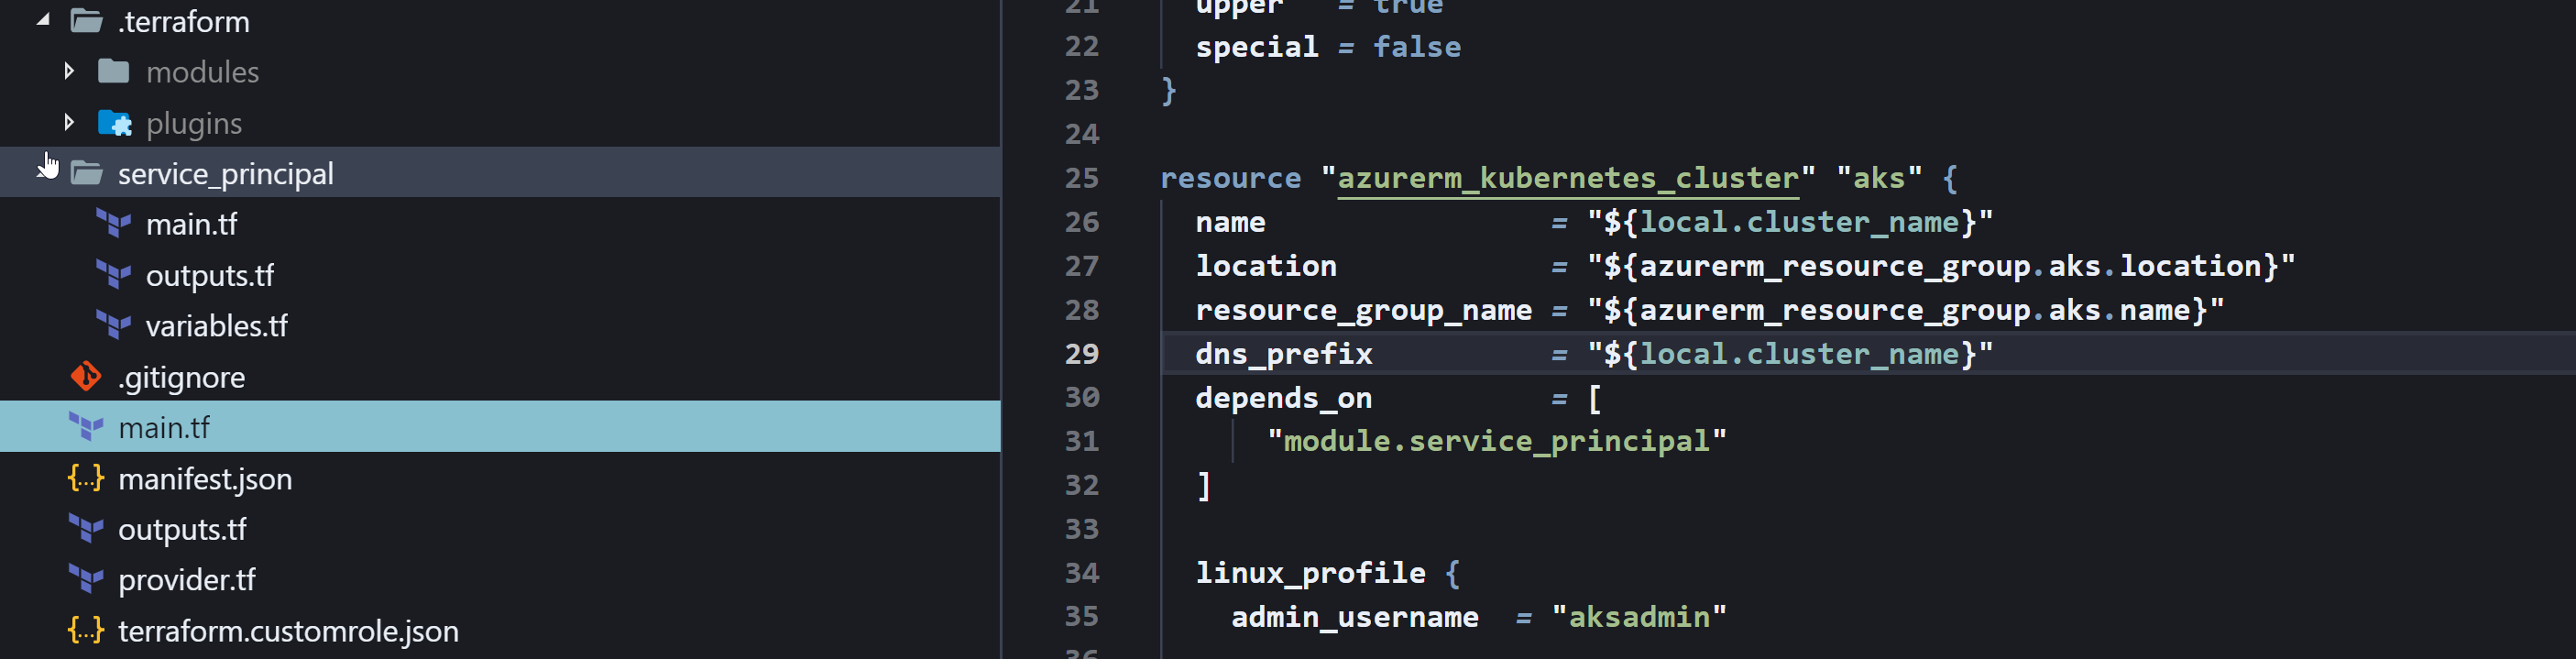 .terraform
modules
plugins
service_principal
main.tf
outputs.tf
variables.tf
.gitignore
main.tf
{...} manifest.json
outputs.tf
provider.tf
{...} terraform.customrole.json
21 upper = true
22 special = false
23 }
24
25 resource "azurerm_kubernetes_cluster" "aks" {
26 name = "${local.cluster_name}"
27 location = "${azurerm_resource_group.aks.location}"
28 resource_group_name = "${azurerm_resource_group.aks.name}"
29 dns_prefix = "${local.cluster_name}"
30 depends_on = [
31 "module.service_principal"
32 ]
33
34 linux_profile {
35 admin_username = "aksadmin"
36